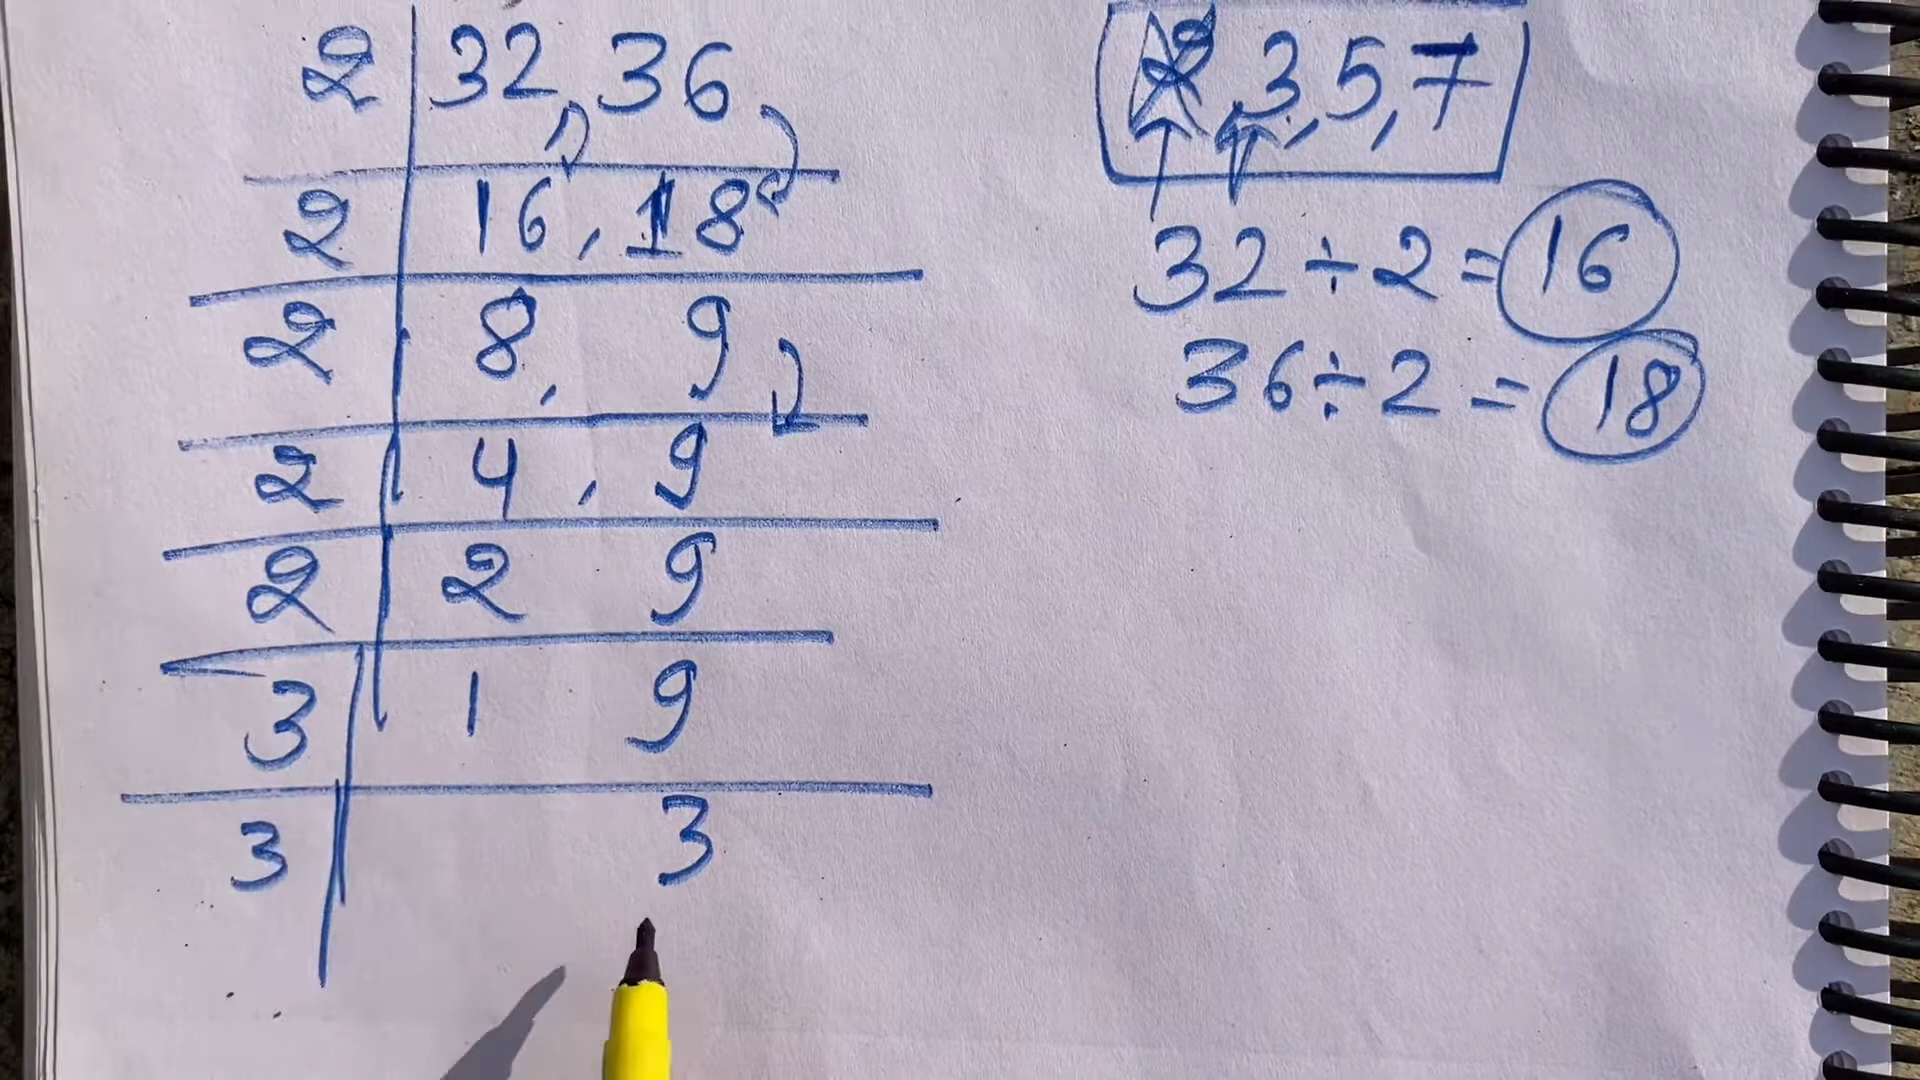 2 | 32, 36,
2 | 16, 18
2 | 8, 9
2 | 4, 9
2 | 2 9
3 | 1 9
3 | 3
2, 3, 5, 7
32 ÷ 2 = 16
36 ÷ 2 = 18